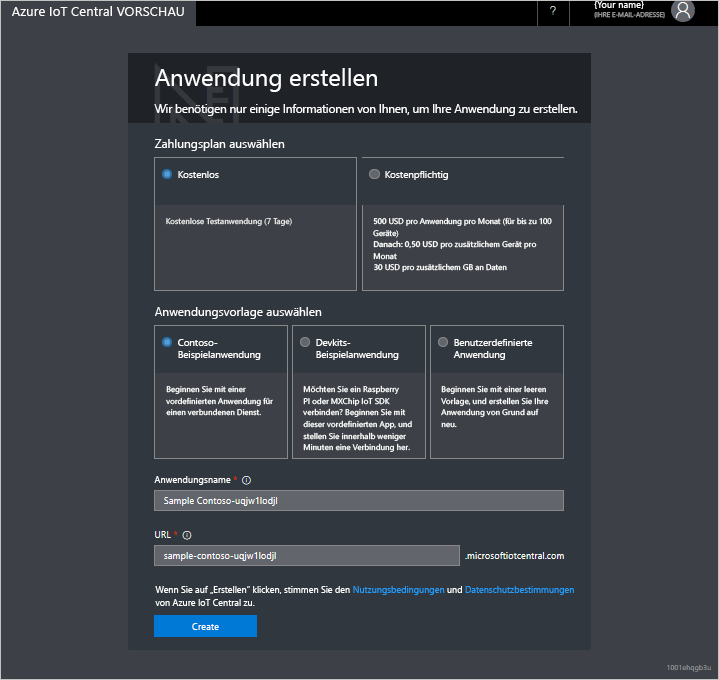 Azure IoT Central VORSCHAU
?
{Your name}
(IHRE E-MAIL-ADRESSE)
Anwendung erstellen
Wir benötigen nur einige Informationen von Ihnen, um Ihre Anwendung zu erstellen.
Zahlungsplan auswählen
Kostenlos
Kostenlose Testanwendung (7 Tage)
Kostenpflichtig
500 USD pro Anwendung pro Monat (für bis zu 100
Geräte)
Danach: 0,50 USD pro zusätzlichem Gerät pro
Monat
30 USD pro zusätzlichem GB an Daten
Anwendungsvorlage auswählen
Contoso-
Beispielanwendung
Beginnen Sie mit einer
vordefinierten Anwendung für
einen verbundenen Dienst.
Devkits-
Beispielanwendung
Möchten Sie ein Raspberry
PI oder MXChip IoT SDK
verbinden? Beginnen Sie mit
dieser vordefinierten App, und
stellen Sie innerhalb weniger
Minuten eine Verbindung her.
Benutzerdefinierte
Anwendung
Beginnen Sie mit einer leeren
Vorlage, und erstellen Sie Ihre
Anwendung von Grund auf
neu.
Anwendungsname *
Sample Contoso-uqjw1lodjl
URL *
sample-contoso-uqjw1lodjl .microsoftiotcentral.com
Wenn Sie auf „Erstellen“ klicken, stimmen Sie den Nutzungsbedingungen und Datenschutzbestimmungen
von Azure IoT Central zu.
Create
1001ehqgb3u